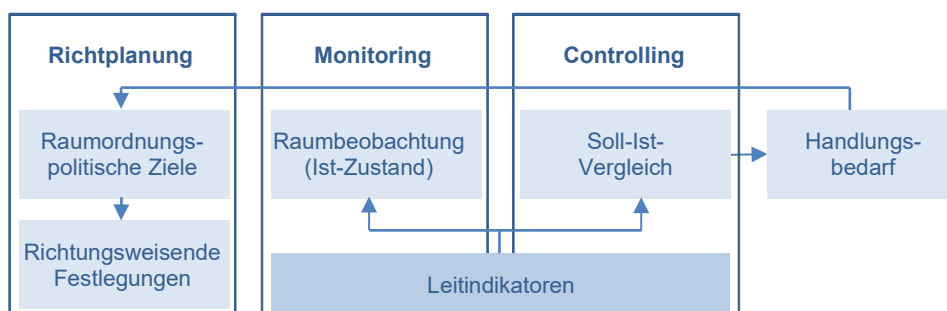 Richtplanung
Monitoring
Controlling
Raumordnungs-
politische Ziele
Raumbeobachtung
(Ist-Zustand)
Soll-Ist-
Vergleich
Handlungs-
bedarf
Richtungsweisende
Festlegungen
Leitindikatoren